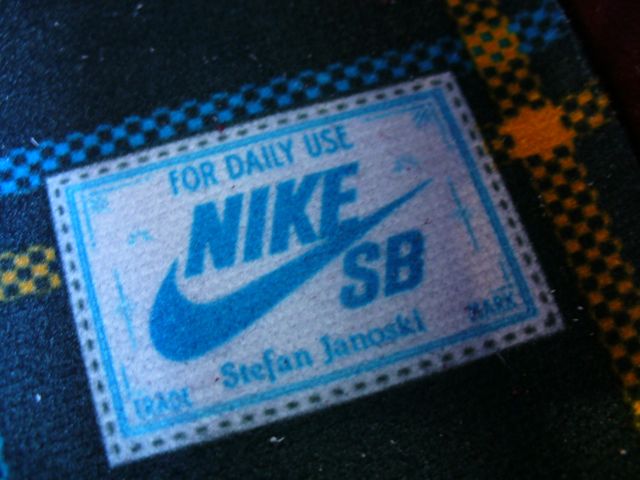 FOR DAILY USE
NIKE
SB
Stefan Janoski
TRADE MARK